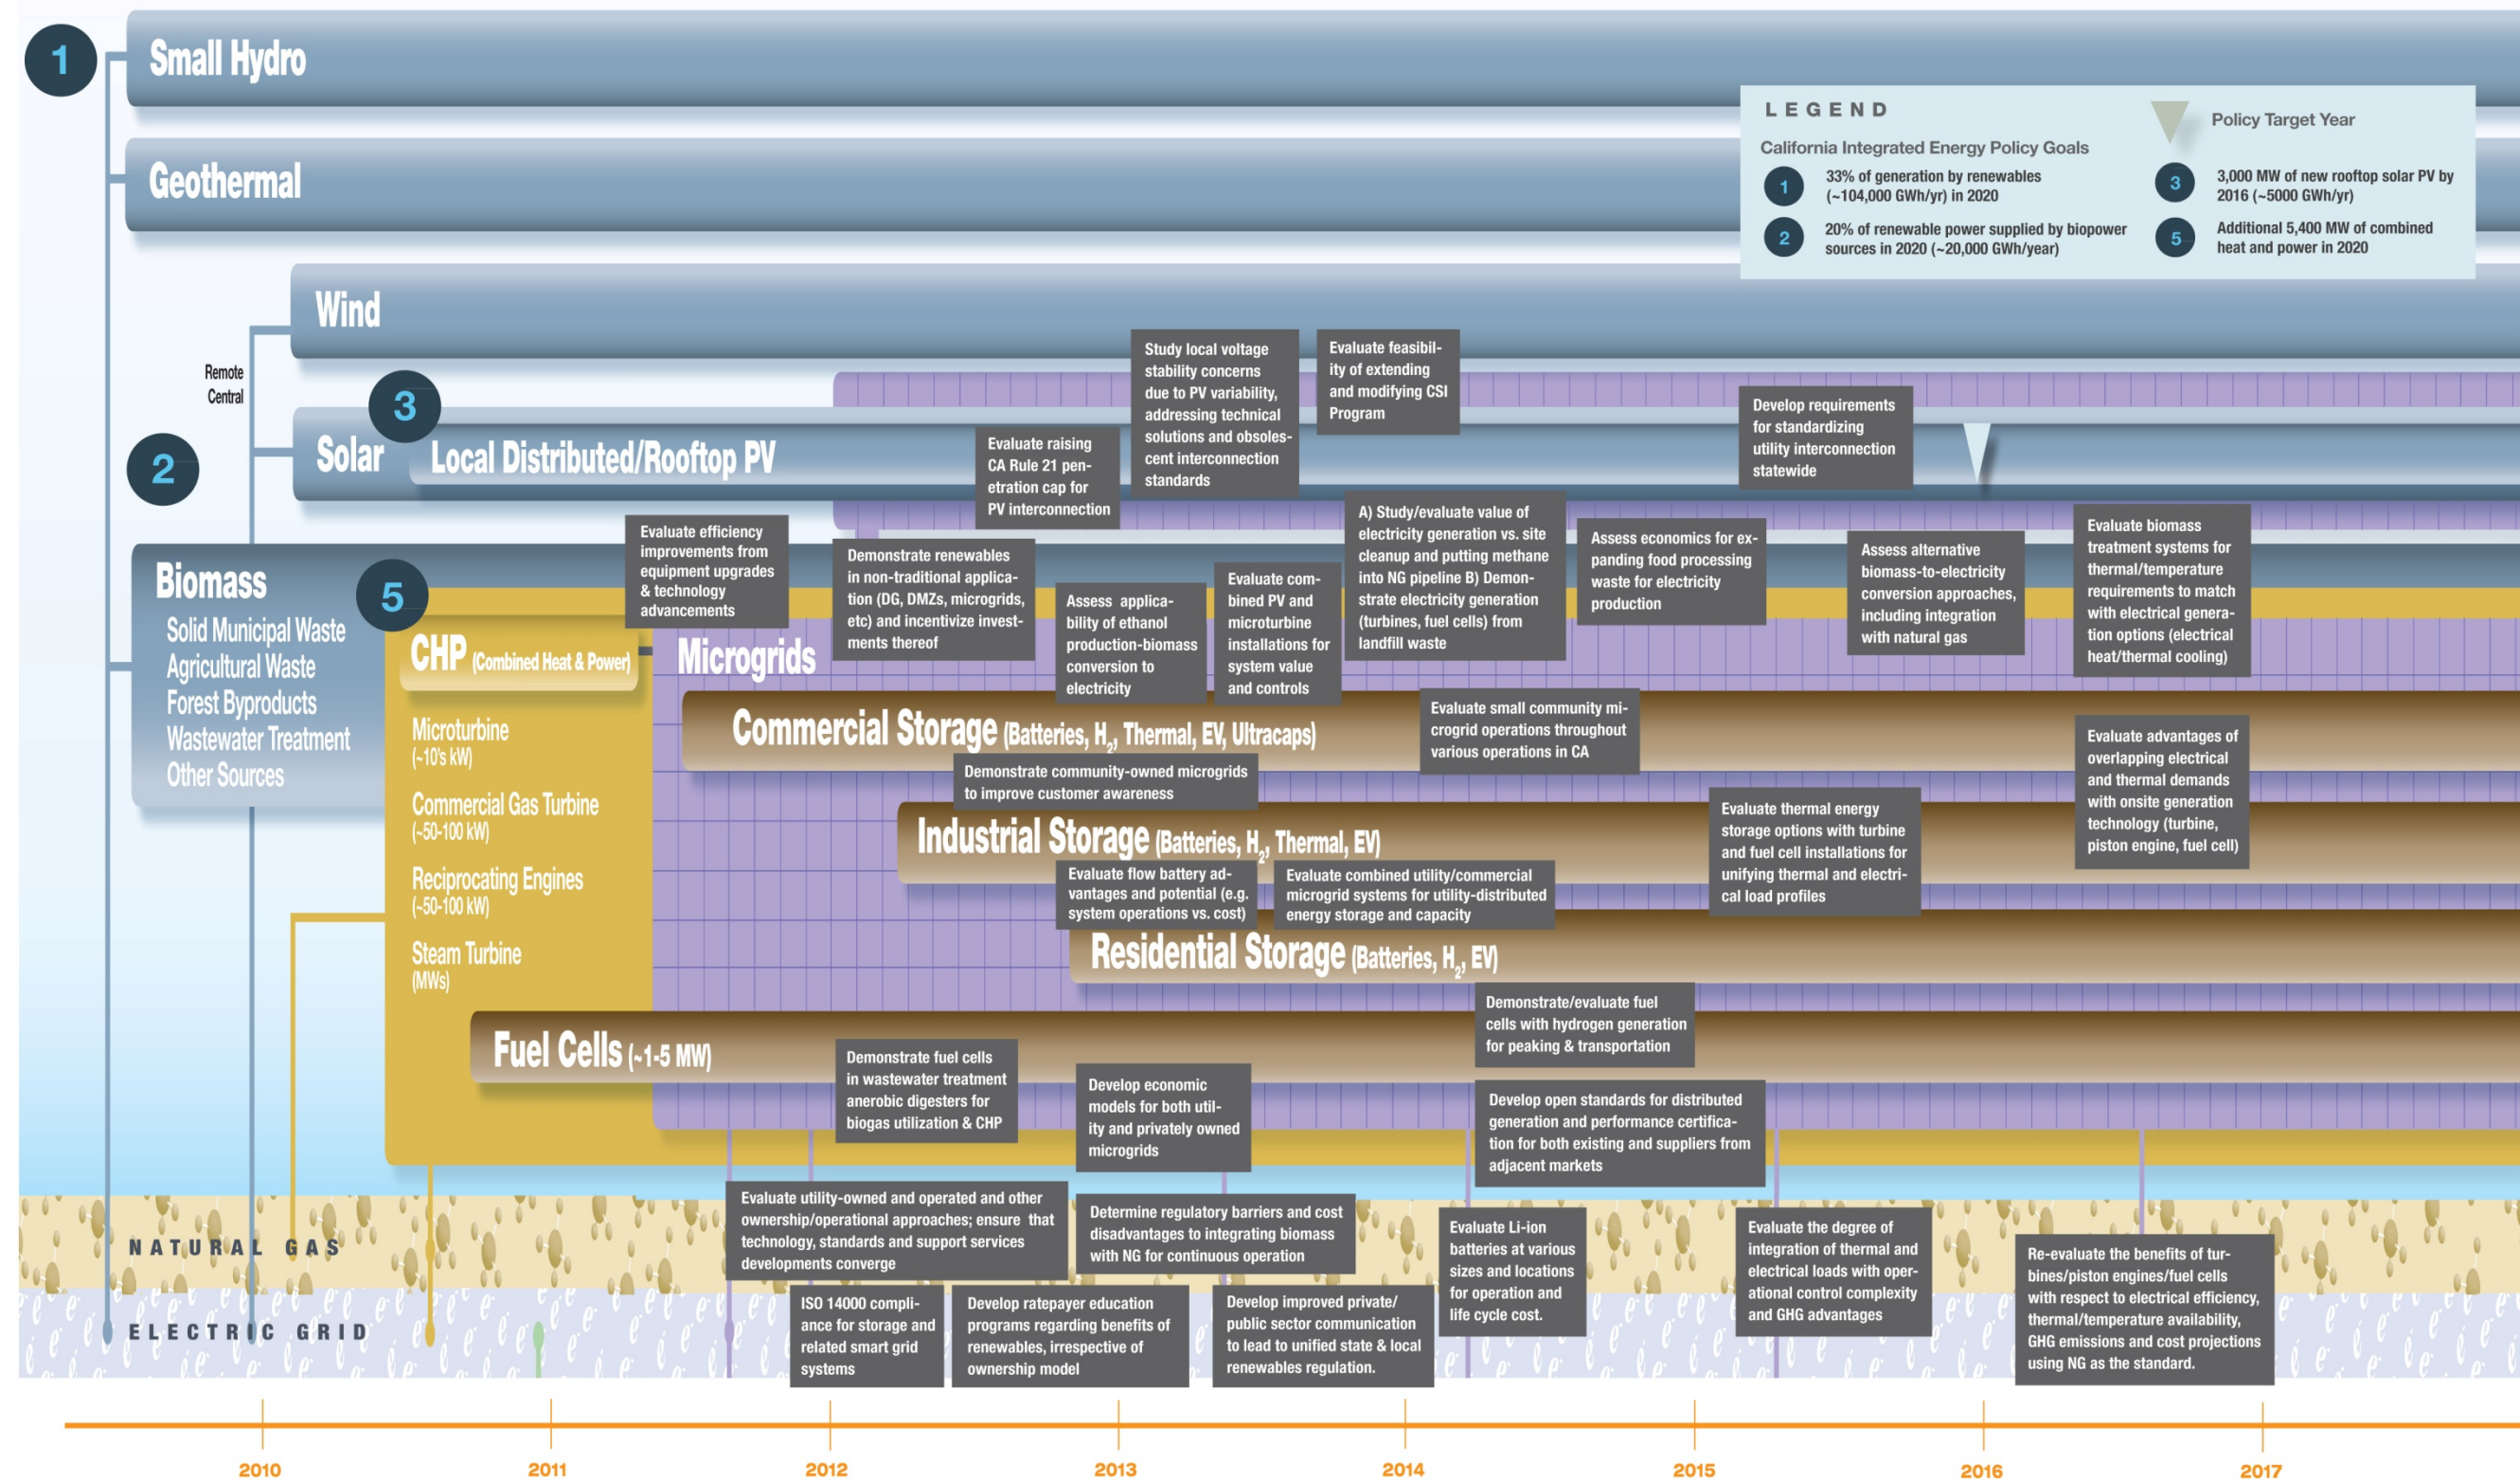 1
Small Hydro
Geothermal
LEGEND
California Integrated Energy Policy Goals
1
33% of generation by renewables
(~104,000 GWh/yr) in 2020
2
20% of renewable power supplied by biopower
sources in 2020 (~20,000 GWh/year)
Policy Target Year
3
3,000 MW of new rooftop solar PV by
2016 (~5000 GWh/yr)
5
Additional 5,400 MW of combined
heat and power in 2020
Wind
Remote
Central
3
Solar
Local Distributed/Rooftop PV
Evaluate raising
CA Rule 21 pen-
etration cap for
PV interconnection
Study local voltage
stability concerns
due to PV variability,
addressing technical
solutions and obsoles-
cent interconnection
standards
Evaluate feasibil-
ity of extending
and modifying CSI
Program
Develop requirements
for standardizing
utility interconnection
statewide
2
Biomass
Solid Municipal Waste
Agricultural Waste
Forest Byproducts
Wastewater Treatment
Other Sources
5
CHP (Combined Heat & Power)
Microturbine
(~10's kW)
Commercial Gas Turbine
(~50-100 kW)
Reciprocating Engines
(~50-100 kW)
Steam Turbine
(MWs)
Evaluate efficiency
improvements from
equipment upgrades
& technology
advancements
Microgrids
Demonstrate renewables
in non-traditional applica-
tion (DG, DMZs, microgrids,
etc) and incentivize invest-
ments thereof
Assess applica-
bility of ethanol
production-biomass
conversion to
electricity
Evaluate com-
bined PV and
microturbine
installations for
system value
and controls
A) Study/evaluate value of
electricity generation vs. site
cleanup and putting methane
into NG pipeline B) Demon-
strate electricity generation
(turbines, fuel cells) from
landfill waste
Assess economics for ex-
panding food processing
waste for electricity
production
Assess alternative
biomass-to-electricity
conversion approaches,
including integration
with natural gas
Evaluate biomass
treatment systems for
thermal/temperature
requirements to match
with electrical genera-
tion options (electrical
heat/thermal cooling)
Commercial Storage (Batteries, H2, Thermal, EV, Ultracaps)
Evaluate small community mi-
crogrid operations throughout
various operations in CA
Evaluate advantages of
overlapping electrical
and thermal demands
with onsite generation
technology (turbine,
piston engine, fuel cell)
Demonstrate community-owned microgrids
to improve customer awareness
Industrial Storage (Batteries, H2, Thermal, EV)
Evaluate thermal energy
storage options with turbine
and fuel cell installations for
unifying thermal and electri-
cal load profiles
Evaluate flow battery ad-
vantages and potential (e.g.
system operations vs. cost)
Evaluate combined utility/commercial
microgrid systems for utility-distributed
energy storage and capacity
Residential Storage (Batteries, H2, EV)
Demonstrate/evaluate fuel
cells with hydrogen generation
for peaking & transportation
Fuel Cells (~1-5 MW)
Demonstrate fuel cells
in wastewater treatment
anerobic digesters for
biogas utilization & CHP
Develop economic
models for both util-
ity and privately owned
microgrids
Develop open standards for distributed
generation and performance certifica-
tion for both existing and suppliers from
adjacent markets
NATURAL GAS
Evaluate utility-owned and operated and other
ownership/operational approaches; ensure that
technology, standards and support services
developments converge
Determine regulatory barriers and cost
disadvantages to integrating biomass
with NG for continuous operation
Evaluate Li-ion
batteries at various
sizes and locations
for operation and
life cycle cost.
Evaluate the degree of
integration of thermal and
electrical loads with oper-
ational control complexity
and GHG advantages
Re-evaluate the benefits of tur-
bines/piston engines/fuel cells
with respect to electrical efficiency,
thermal/temperature availability,
GHG emissions and cost projections
using NG as the standard.
ELECTRIC GRID
ISO 14000 compli-
ance for storage and
related smart grid
systems
Develop ratepayer education
programs regarding benefits of
renewables, irrespective of
ownership model
Develop improved private/
public sector communication
to lead to unified state & local
renewables regulation.
2010
2011
2012
2013
2014
2015
2016
2017